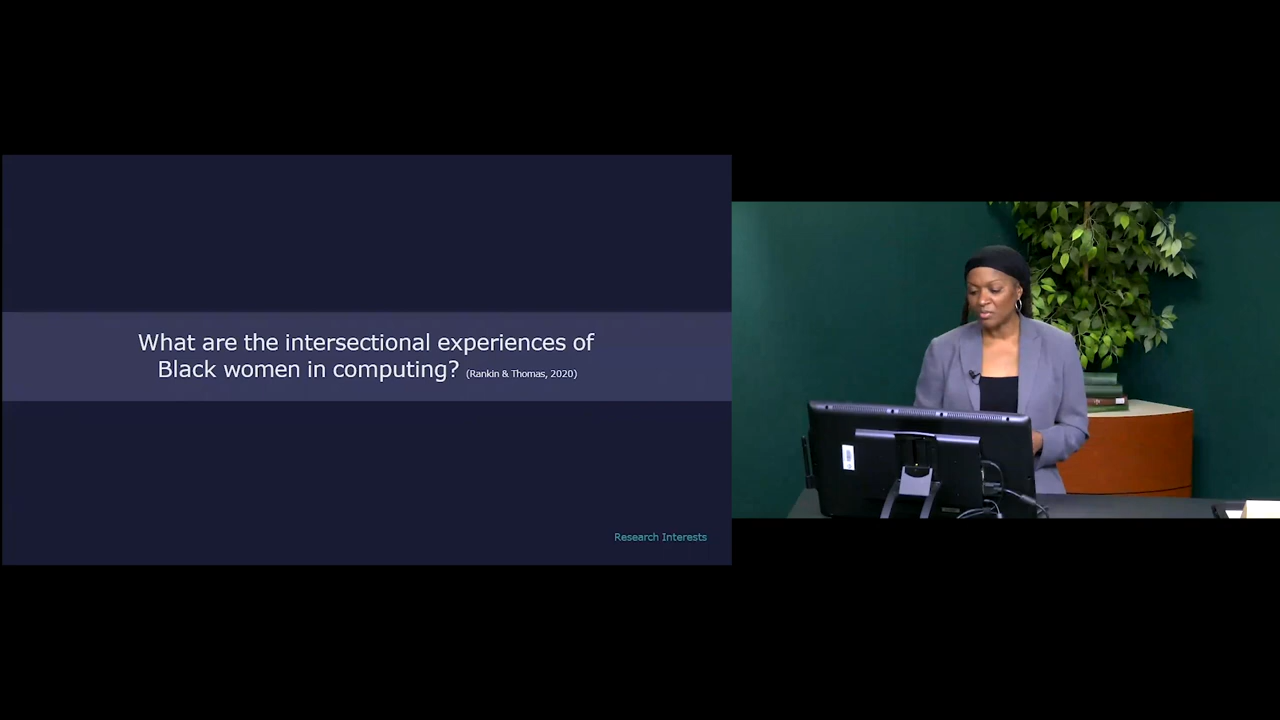 What are the intersectional experiences of
Black women in computing? (Rankin & Thomas, 2020)
Research Interests